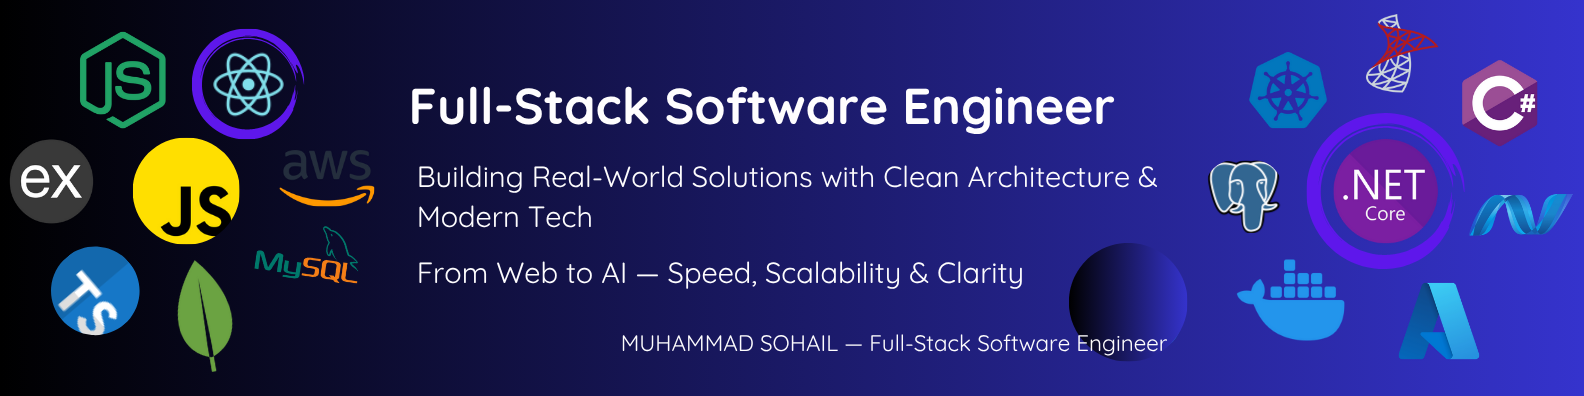 JS
ex
JS
aws
MySQL
TS
Full-Stack Software Engineer
Building Real-World Solutions with Clean Architecture &
Modern Tech
From Web to AI — Speed, Scalability & Clarity
MUHAMMAD SOHAIL — Full-Stack Software Engineer
C#
.NET
Core